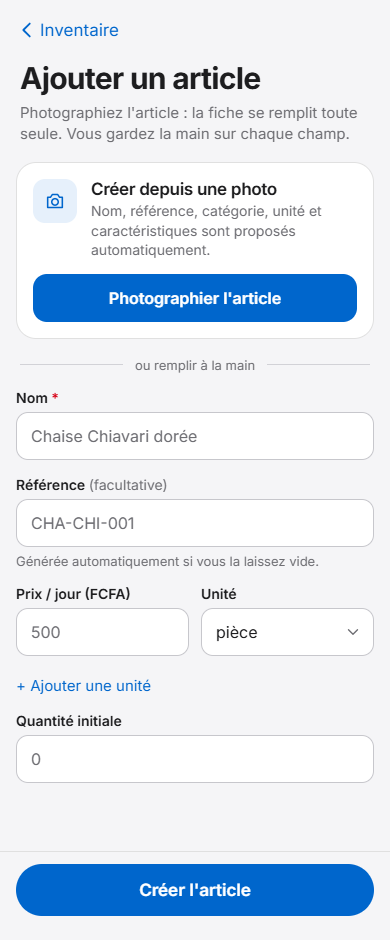 Inventaire
Ajouter un article
Photographiez l'article : la fiche se remplit toute
seule. Vous gardez la main sur chaque champ.
Créer depuis une photo
Nom, référence, catégorie, unité et
caractéristiques sont proposés
automatiquement.
Photographier l'article
ou remplir à la main
Nom *
Chaise Chiavari dorée
Référence (facultative)
CHA-CHI-001
Générée automatiquement si vous la laissez vide.
Prix / jour (FCFA)
Unité
500
pièce
+ Ajouter une unité
Quantité initiale
0
Créer l'article